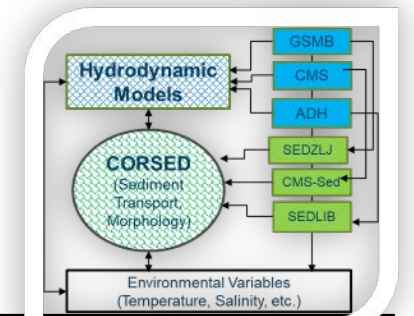 GSMB
Hydrodynamic
Models
CMS
ADH
CORSED
(Sediment
Transport,
Morphology)
SEDZLJ
CMS-Sed
SEDLIB
Environmental Variables
(Temperature, Salinity, etc.)